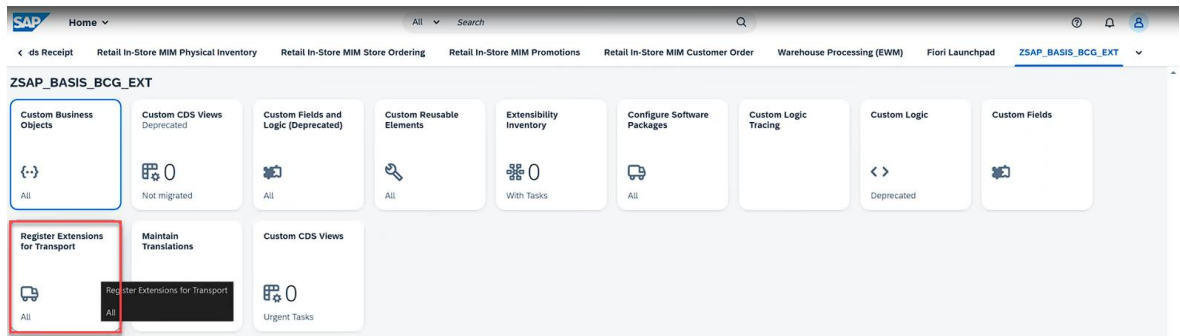 SAP Home All Search
ds Receipt Retail In-Store MIM Physical Inventory Retail In-Store MIM Store Ordering Retail In-Store MIM Promotions Retail In-Store MIM Customer Order Warehouse Processing (EWM) Fiori Launchpad ZSAP_BASIS_BCG_EXT
ZSAP_BASIS_BCG_EXT
Custom Business
Objects
All
Custom CDS Views
Deprecated
0
Not migrated
Custom Fields and
Logic (Deprecated)
All
Custom Reusable
Elements
All
Extensibility
Inventory
0
With Tasks
Configure Software
Packages
All
Custom Logic
Tracing
Custom Logic
Deprecated
Custom Fields
Register Extensions
for Transport
All
Maintain
Translations
Register Extensions for Transport
All
Custom CDS Views
0
Urgent Tasks